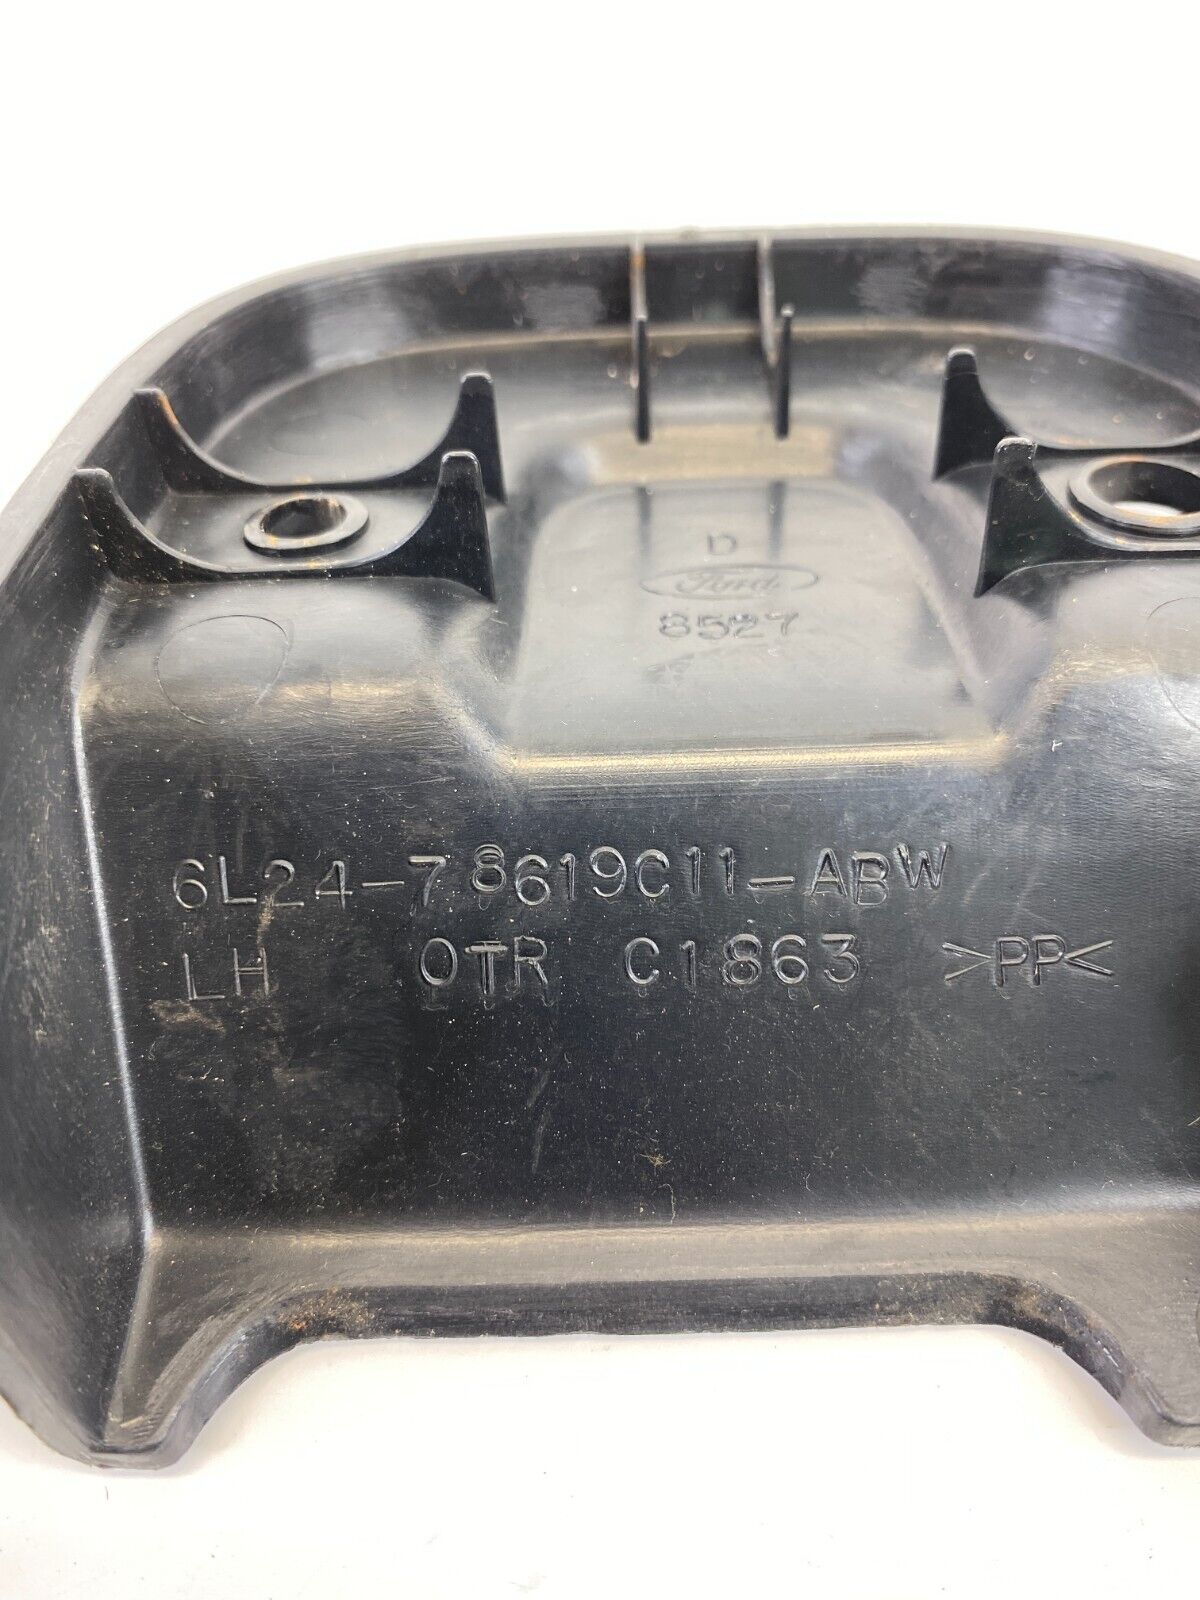 D
Ford
8527
6L24-78619C11-ABW
LH OTR C1863 >PP<